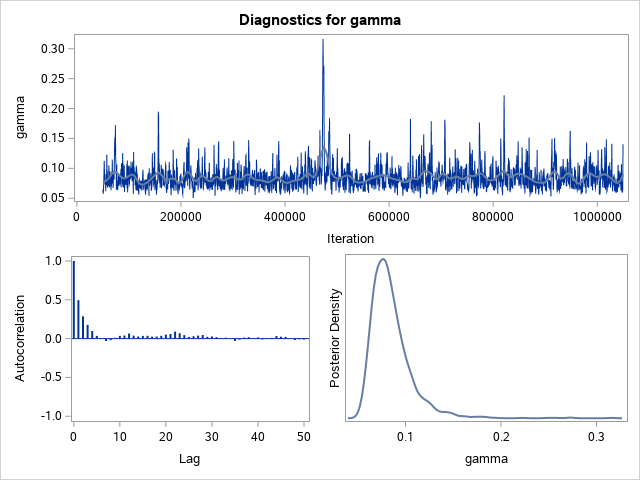 Diagnostics for gamma
gamma
0.30
0.25
0.20
0.15
0.10
0.05
0 200000 400000 600000 800000 1000000
Iteration
Autocorrelation
1.0
0.5
0.0
-0.5
-1.0
0 10 20 30 40 50
Lag
Posterior Density
0.1 0.2 0.3
gamma